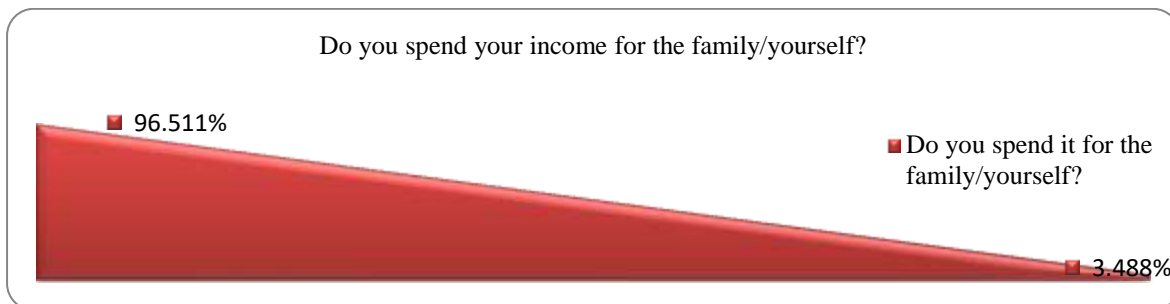 Do you spend your income for the family/yourself?
96.511%
Do you spend it for the
family/yourself?
3.488%